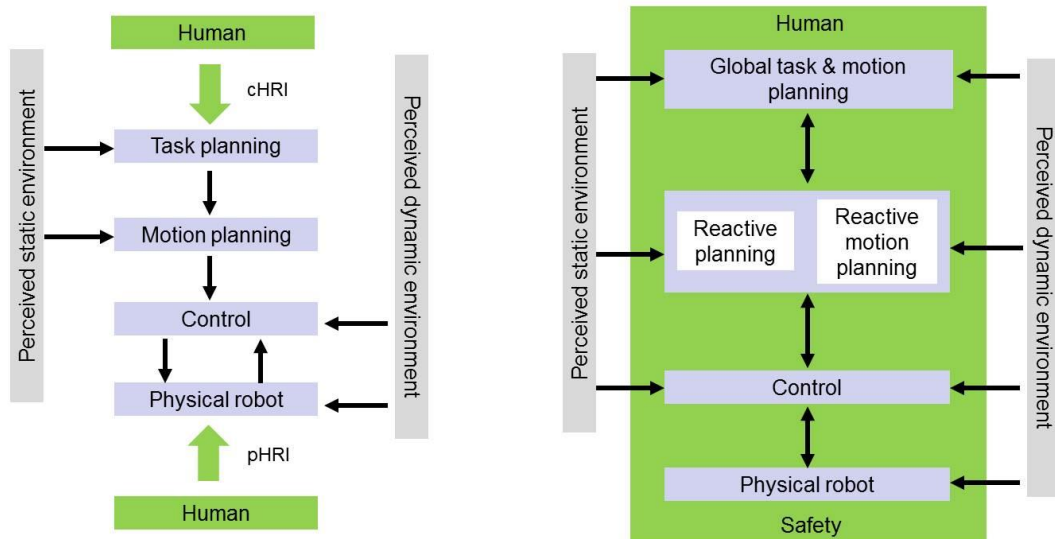 Human
cHRI
Perceived static environment
Perceived dynamic environment
Task planning
Motion planning
Control
Physical robot
pHRI
Human
Human
Global task & motion
planning
Perceived static environment
Perceived dynamic environment
Reactive
planning
Reactive
motion
planning
Control
Physical robot
Safety